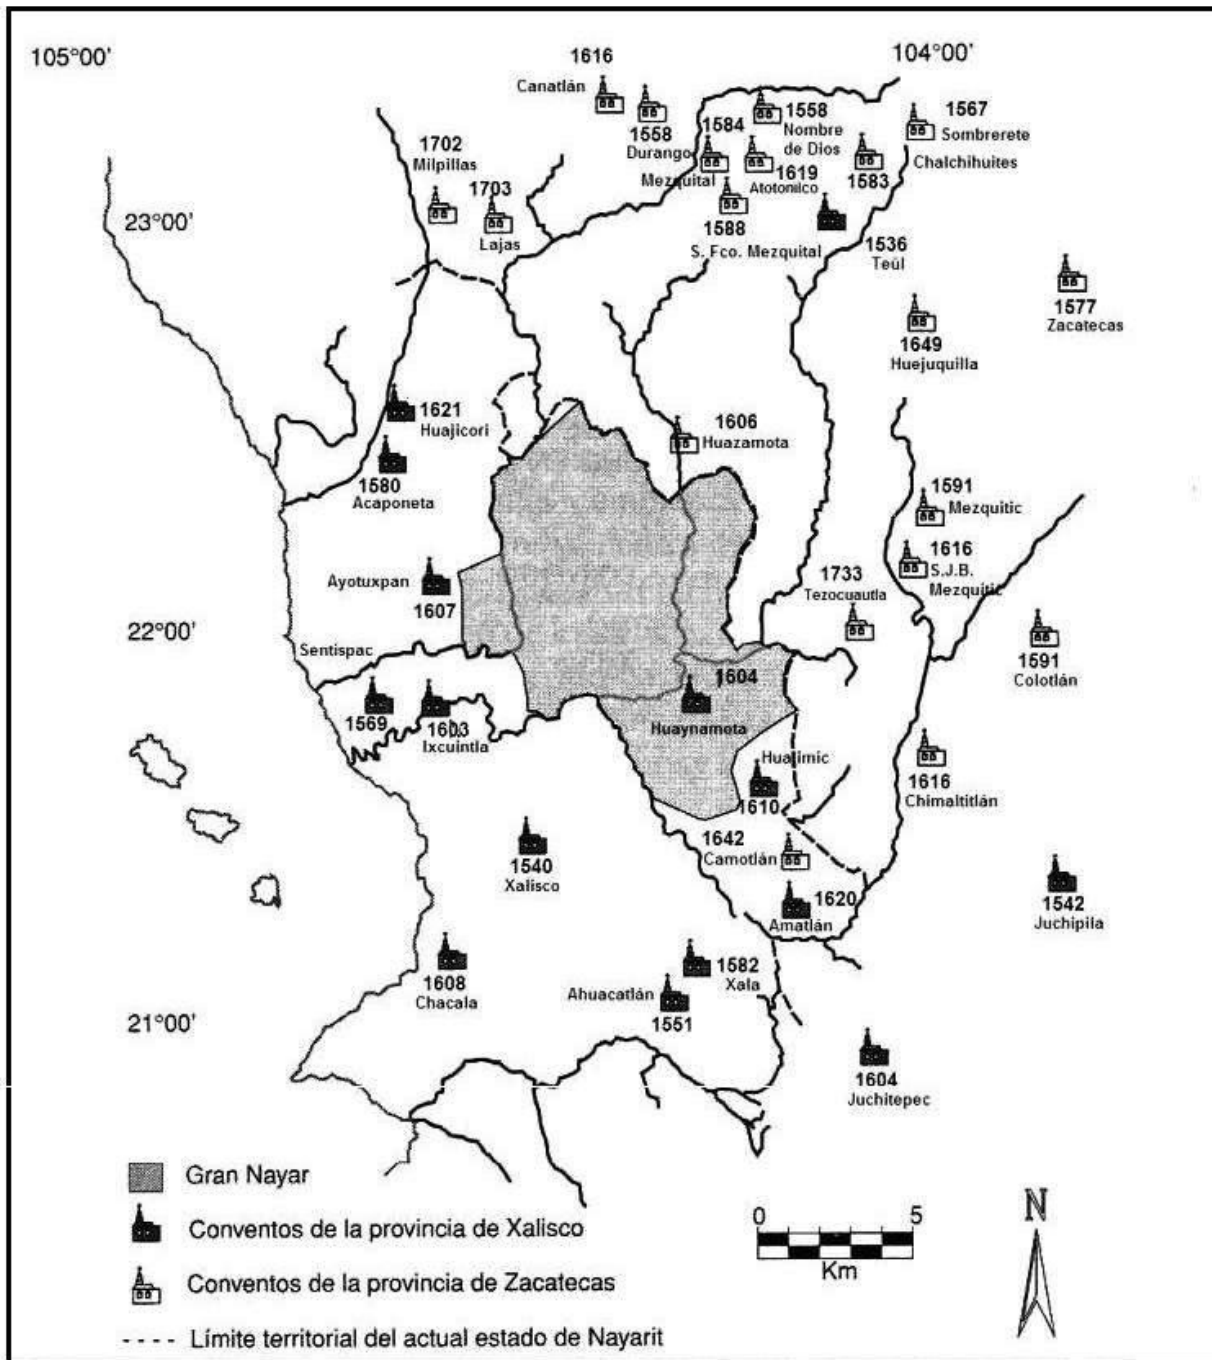 105°00'
1616
104°00'
Canatlán
1558
Durango
1584
Mezquital
1558
Nombre
de Dios
1567
Sombrerete
Chalchihuites
1583
1619
Atotonilco
1702
Milpillas
1703
Lajas
23°00'
1588
S. Fco. Mezquital
1536
Teúl
1577
Zacatecas
1649
Huejuquilla
1621
Huajicori
1606
Huazamota
1580
Acaponeta
1591
Mezquitic
1616
S.J.B.
Mezquitic
Ayotuxpan
1607
1733
Tezocuautla
22°00'
Sentispac
1591
Colotlán
1604
Huaynamota
1569
1603
Ixcuintla
Huajimic
1610
1616
Chimaltitlán
1540
Xalisco
1642
Camotlán
1620
Amatlán
1542
Juchipila
1608
Chacala
1582
Xala
Ahuacatlán
1551
21°00'
1604
Juchitepec
Gran Nayar
Conventos de la provincia de Xalisco
Conventos de la provincia de Zacatecas
Límite territorial del actual estado de Nayarit
0 5
Km
N